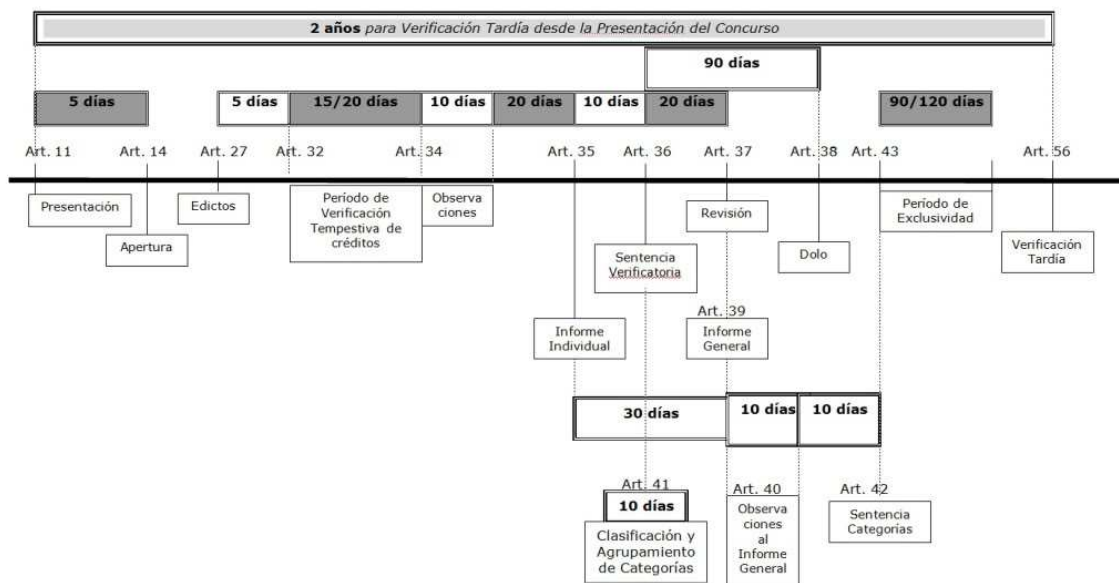 2 años para Verificación Tardía desde la Presentación del Concurso
90 días
5 días
5 días
15/20 días
10 días
20 días
10 días
20 días
90/120 días
Art. 11
Art. 14
Art. 27
Art. 32
Art. 34
Art. 35
Art. 36
Art. 37
Art. 38
Art. 43
Art. 56
Presentación
Apertura
Edictos
Período de
Verificación
Tempestiva de
créditos
Observa
ciones
Revisión
Sentencia
Verificatoria
Dolo
Período de
Exclusividad
Verificación
Tardía
Informe
Individual
Art. 39
Informe
General
30 días
10 días
10 días
Art. 41
10 días
Clasificación y
Agrupamiento
de Categorías
Art. 40
Observa
ciones
al
Informe
General
Art. 42
Sentencia
Categorías